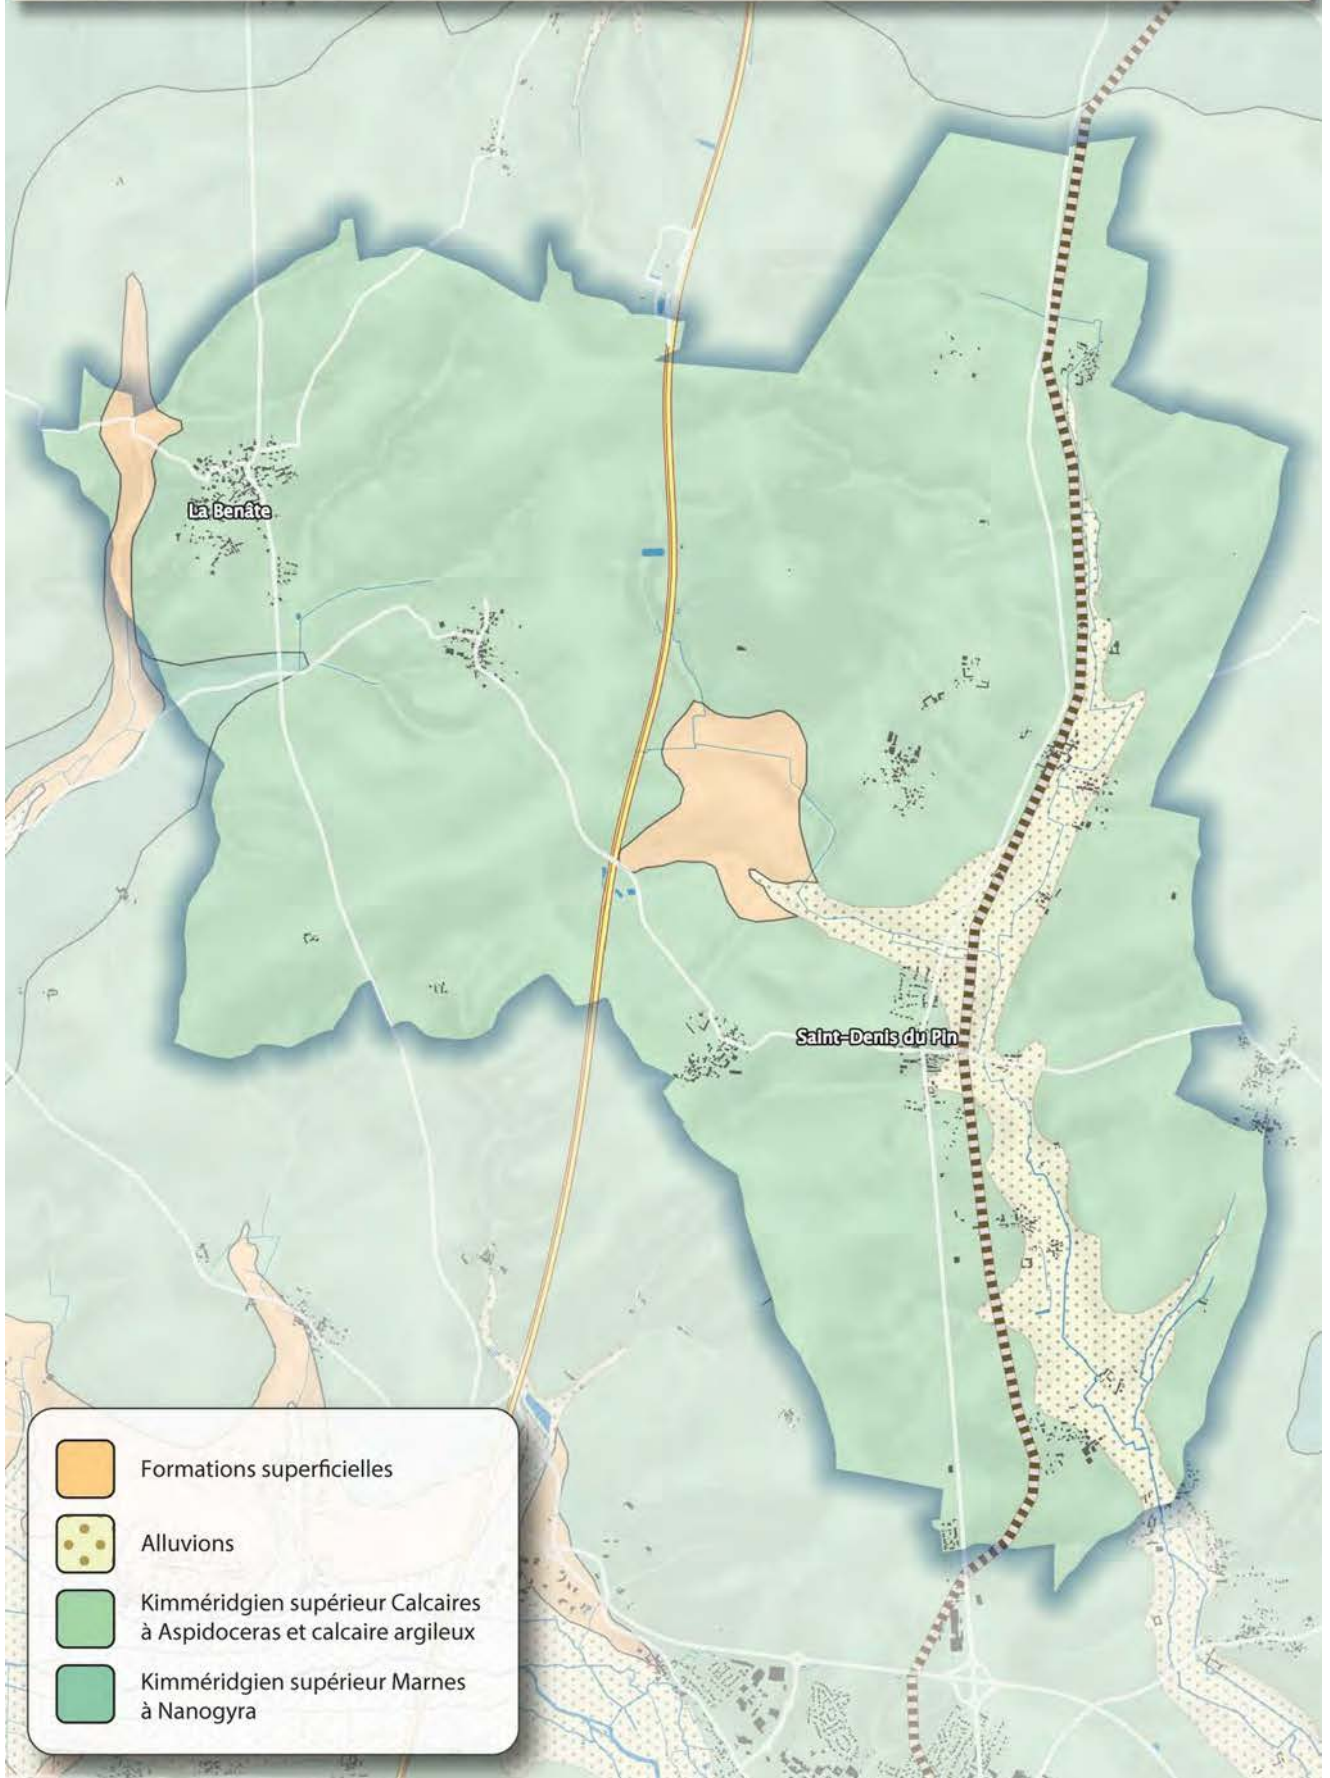 La Benâte
Saint-Denis du Pin
Formations superficielles
Alluvions
Kimméridgien supérieur Calcaires
à Aspidoceras et calcaire argileux
Kimméridgien supérieur Marnes
à Nanogyra